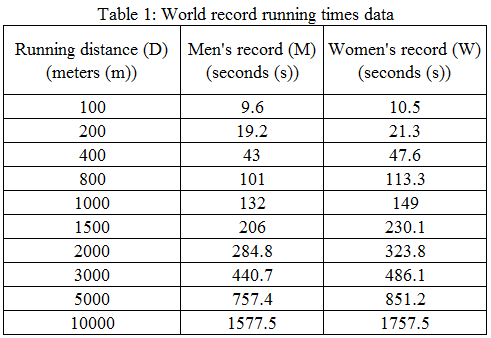 Table 1: World record running times data
Running distance (D) Men's record (M) Women's record (W)
(meters (m)) (seconds (s)) (seconds (s))
100 9.6 10.5
200 19.2 21.3
400 43 47.6
800 101 113.3
1000 132 149
1500 206 230.1
2000 284.8 323.8
3000 440.7 486.1
5000 757.4 851.2
10000 1577.5 1757.5